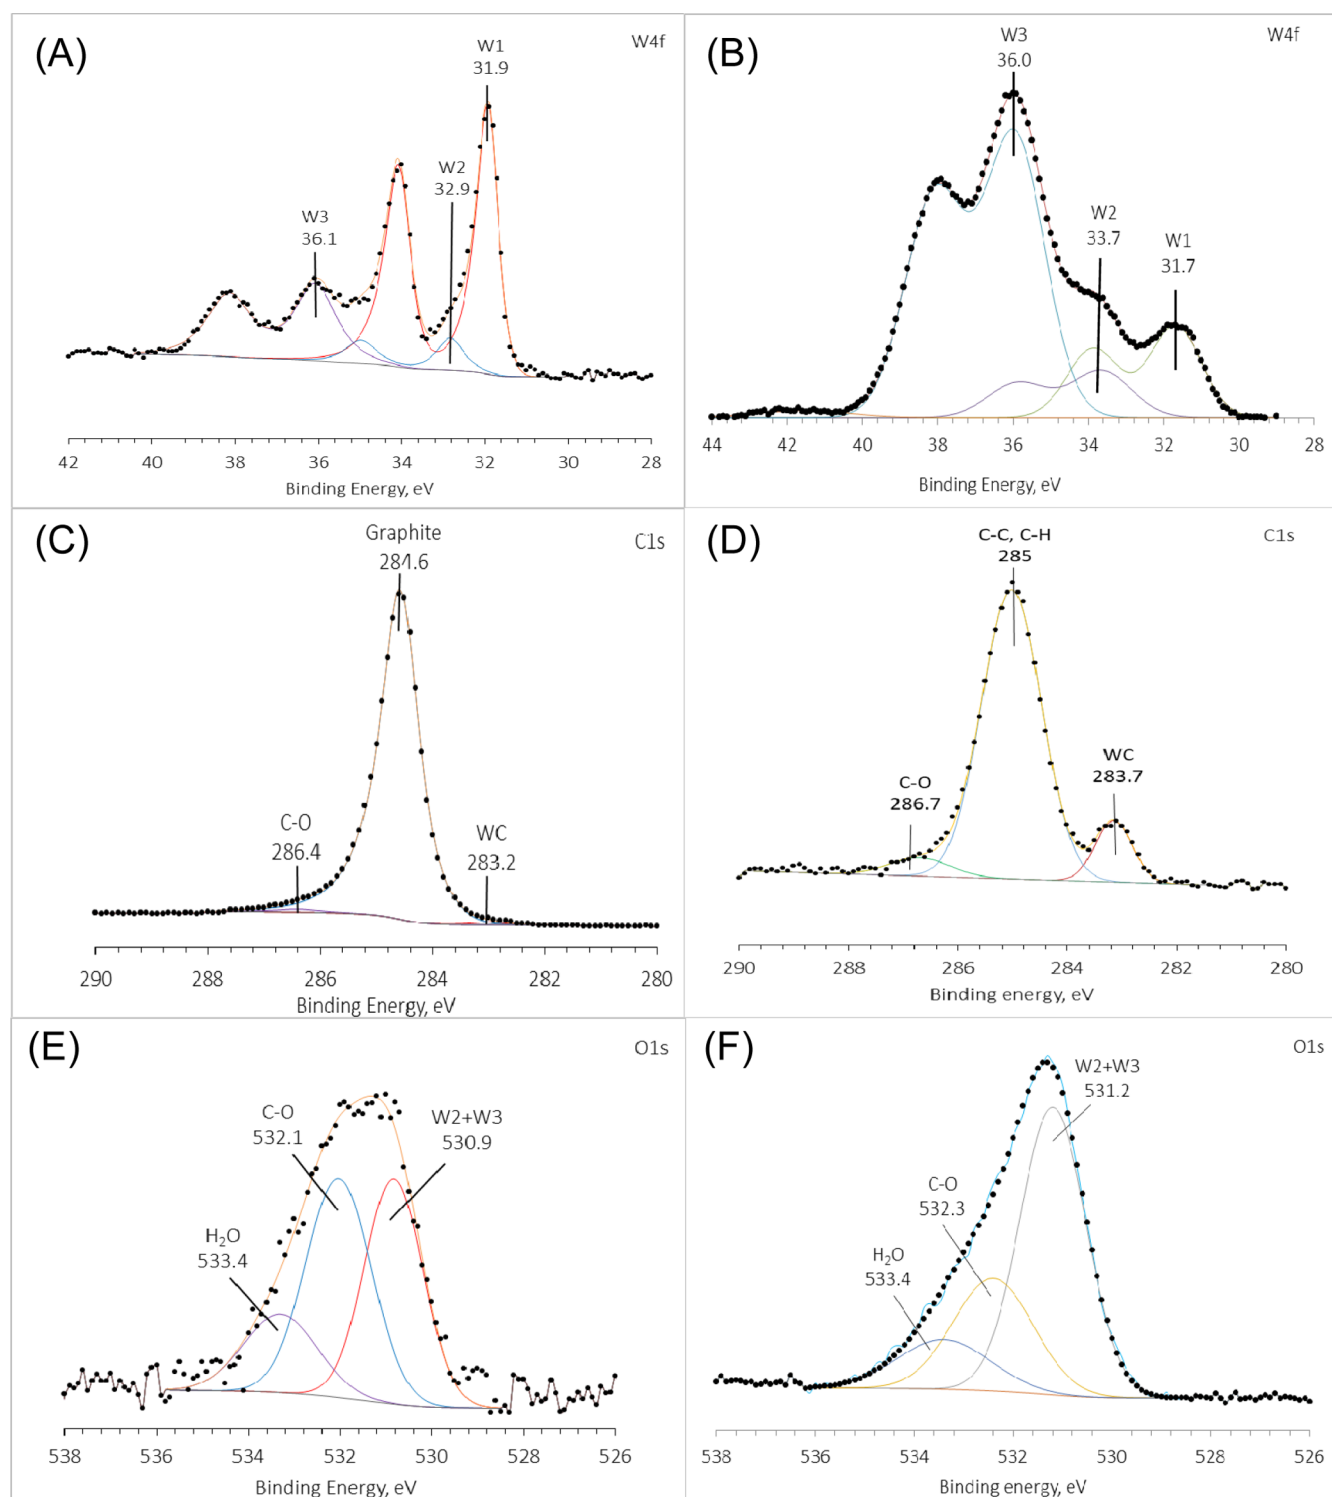 (A)
W4f
W1
31.9
W2
32.9
W3
36.1
42 40 38 36 34 32 30 28
Binding Energy, eV
(B)
W4f
W3
36.0
W2
33.7
W1
31.7
44 42 40 38 36 34 32 30 28
Binding Energy, eV
(C)
C1s
Graphite
284.6
C-O
286.4
WC
283.2
290 288 286 284 282 280
Binding Energy, eV
(D)
C1s
C-C, C-H
285
WC
283.7
C-O
286.7
290 288 286 284 282 280
Binding energy, eV
(E)
O1s
C-O
532.1
W2+W3
530.9
H₂O
533.4
538 536 534 532 530 528 526
Binding Energy, eV
(F)
O1s
W2+W3
531.2
C-O
532.3
H₂O
533.4
538 536 534 532 530 528 526
Binding energy, eV